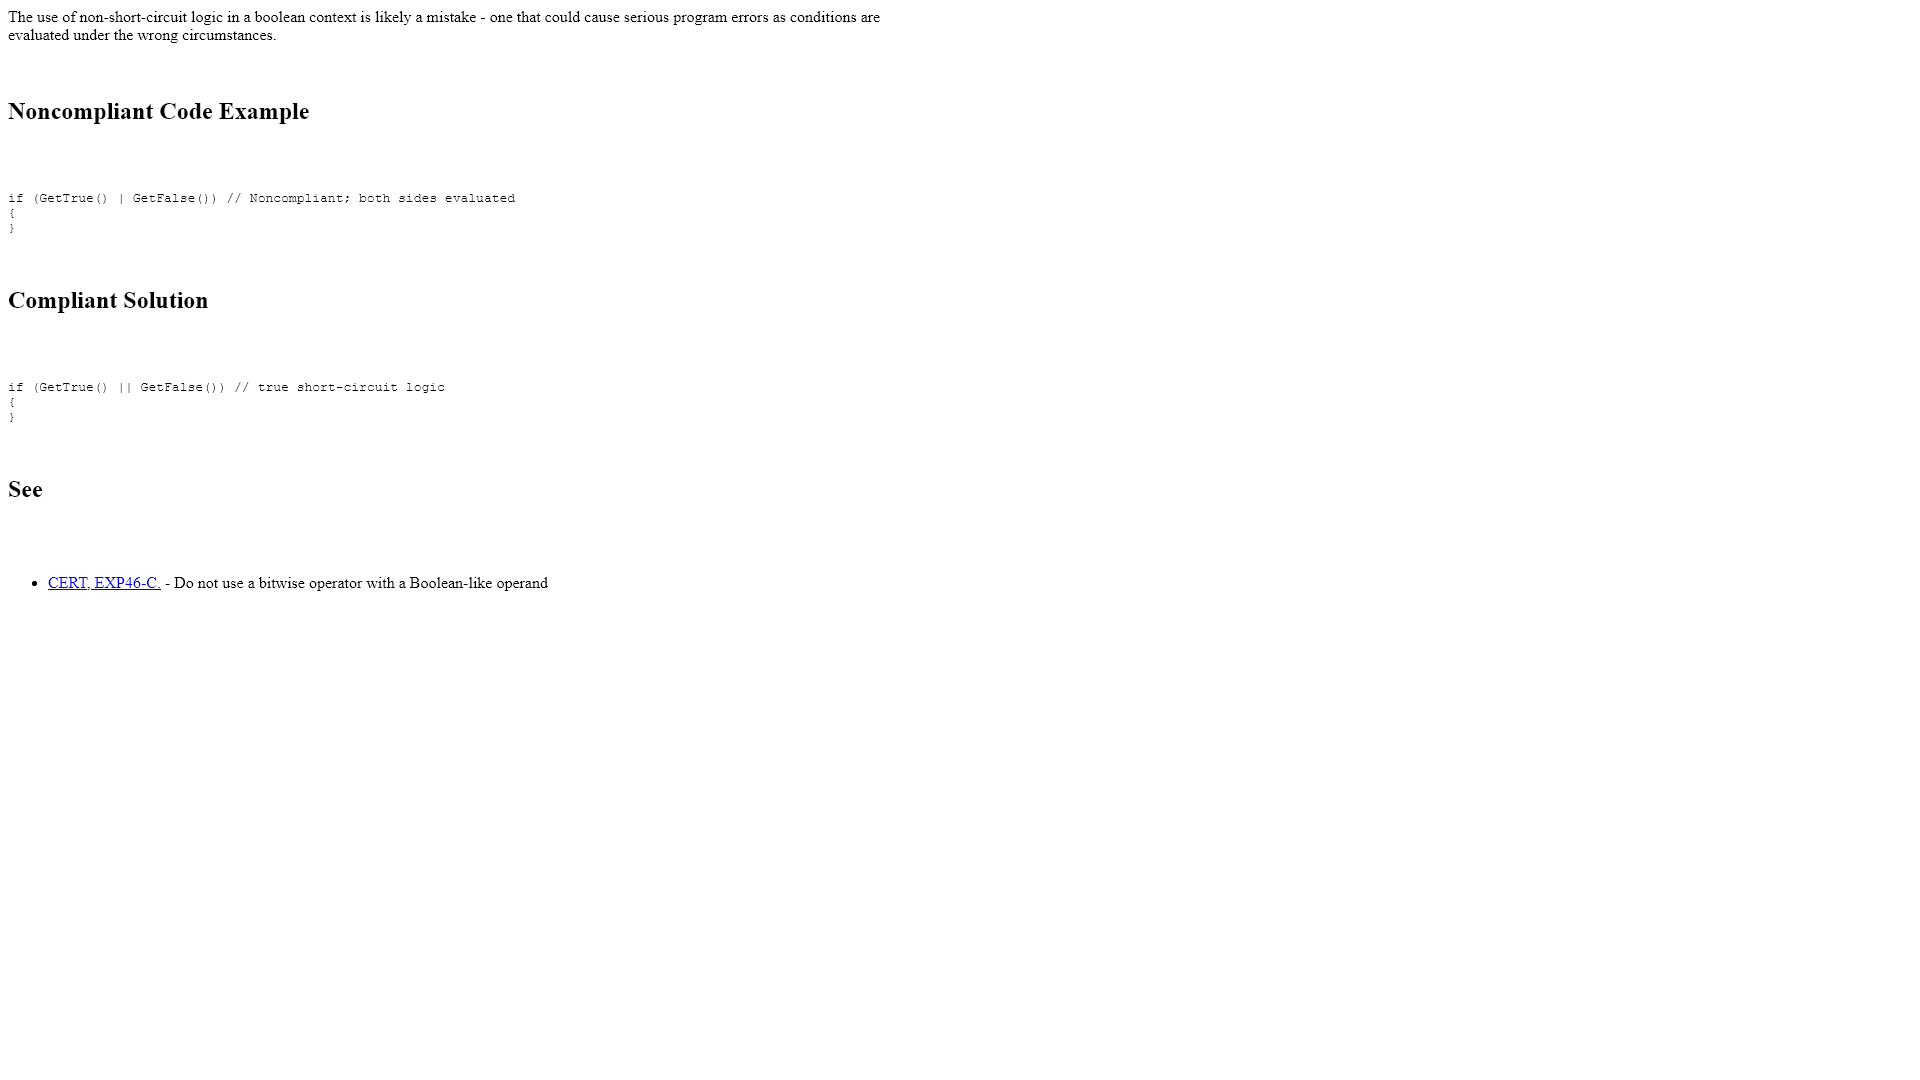 The use of non-short-circuit logic in a boolean context is likely a mistake - one that could cause serious program errors as conditions are
evaluated under the wrong circumstances.
Noncompliant Code Example
if (GetTrue() | GetFalse()) // Noncompliant; both sides evaluated
{
}
Compliant Solution
if (GetTrue() || GetFalse()) // true short-circuit logic
{
}
See
• CERT, EXP46-C. - Do not use a bitwise operator with a Boolean-like operand